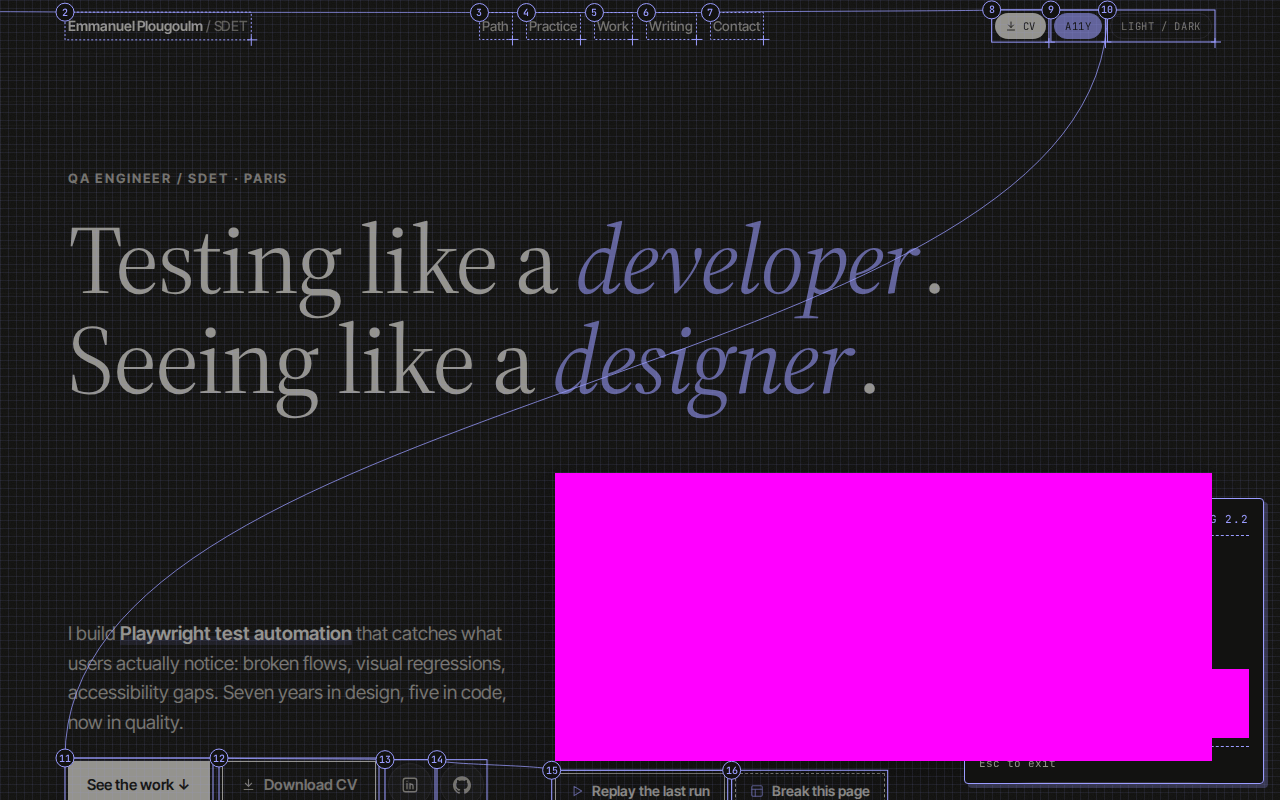 2 Emmanuel Plougoulm / SDET 3 Path 4 Practice 5 Work 6 Writing 7 Contact 8 CV 9 A11Y 10 LIGHT / DARK
QA ENGINEER / SDET · PARIS
Testing like a developer.
Seeing like a designer.
2.2
I build Playwright test automation that catches what
users actually notice: broken flows, visual regressions,
accessibility gaps. Seven years in design, five in code,
now in quality.
Esc to exit
11 See the work ↓ 12 Download CV 13 in 14 15 Replay the last run 16 Break this page